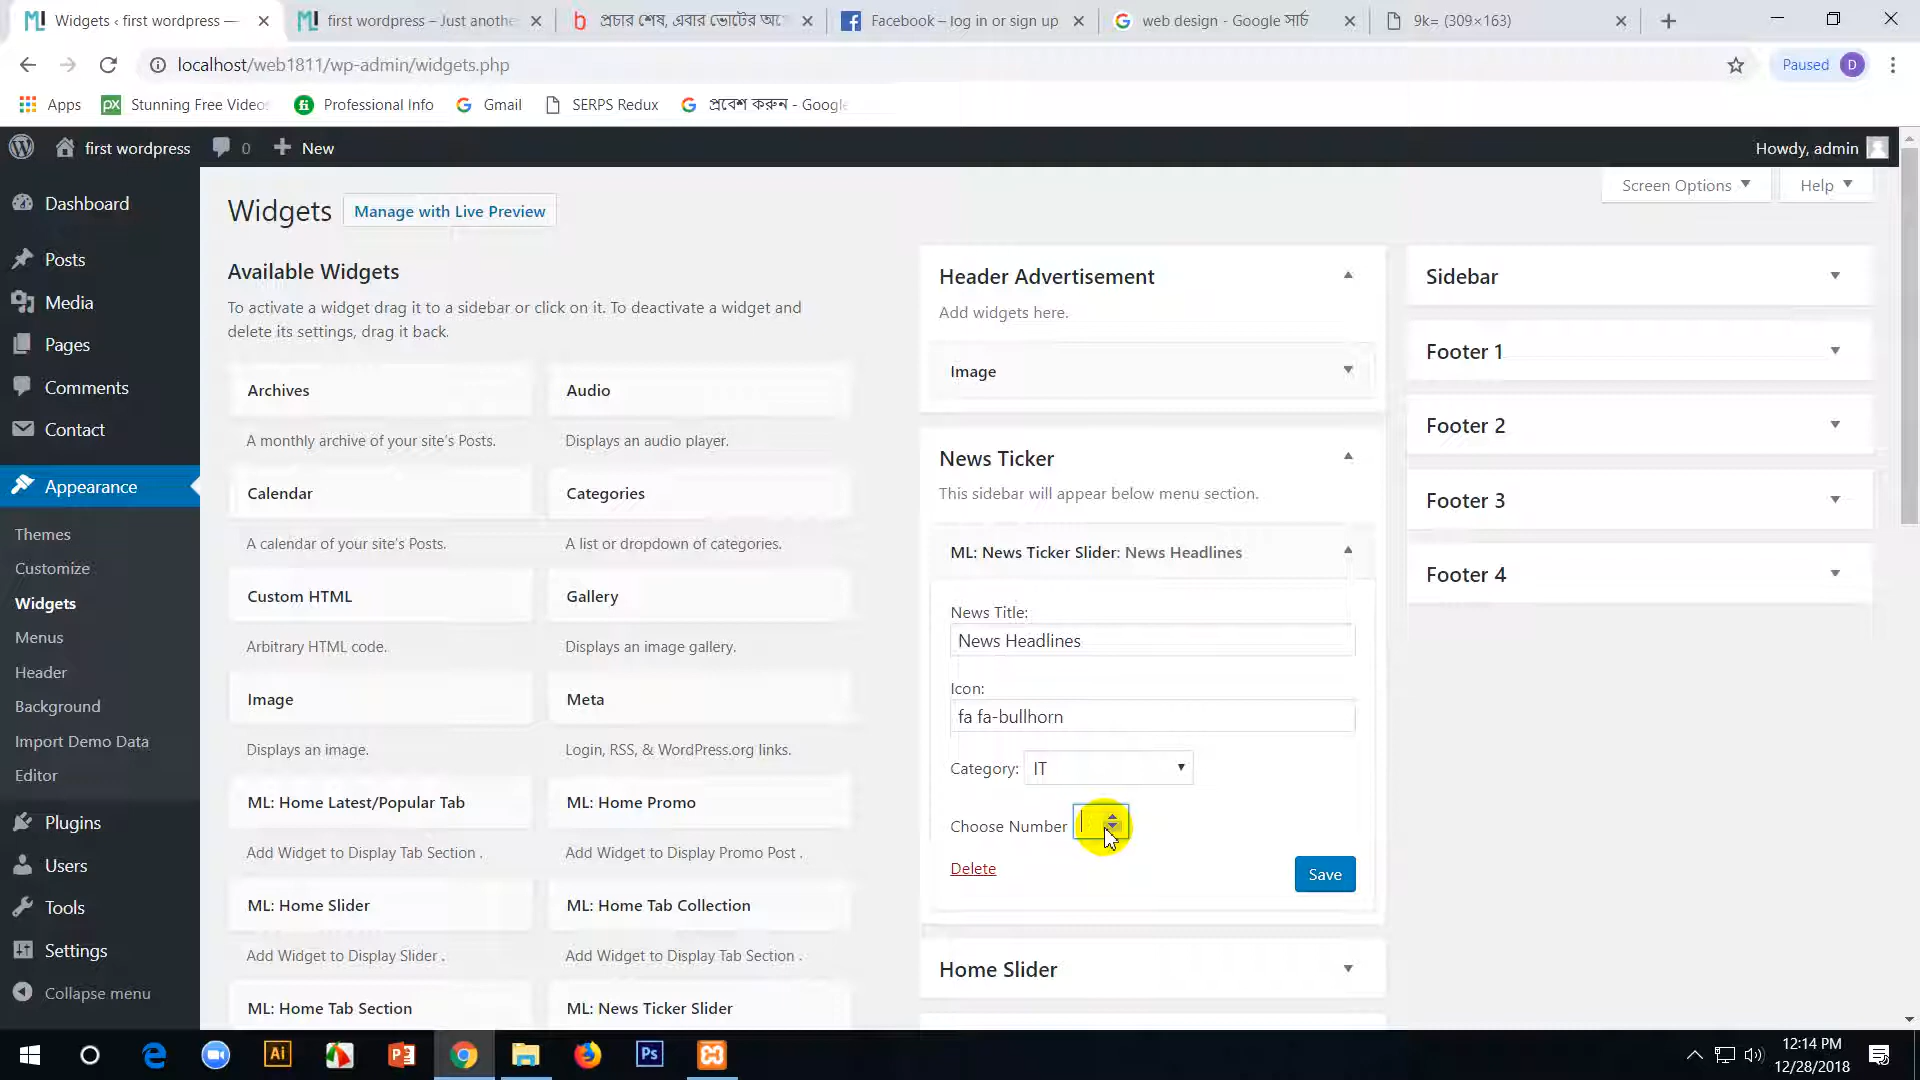 Widgets ‹ first wordpress —
first wordpress – Just anothe
প্রচার শেষ, এবার ভোটের
Facebook – log in or sign up
web design - Google সার্চ
9k= (309×163)
localhost/web1811/wp-admin/widgets.php
Paused D
Apps
Stunning Free Videos
Professional Info
Gmail
SERPS Redux
প্রবেশ করুন - Google
first wordpress
0
New
Howdy, admin
Dashboard
Posts
Media
Pages
Comments
Contact
Appearance
Themes
Customize
Widgets
Menus
Header
Background
Import Demo Data
Editor
Plugins
Users
Tools
Settings
Collapse menu
Screen Options
Help
Widgets
Manage with Live Preview
Available Widgets
To activate a widget drag it to a sidebar or click on it. To deactivate a widget and
delete its settings, drag it back.
Archives
A monthly archive of your site's Posts.
Audio
Displays an audio player.
Calendar
A calendar of your site's Posts.
Categories
A list or dropdown of categories.
Custom HTML
Arbitrary HTML code.
Gallery
Displays an image gallery.
Image
Displays an image.
Meta
Login, RSS, & WordPress.org links.
ML: Home Latest/Popular Tab
Add Widget to Display Tab Section .
ML: Home Promo
Add Widget to Display Promo Post .
ML: Home Slider
Add Widget to Display Slider .
ML: Home Tab Collection
Add Widget to Display Tab Section .
ML: Home Tab Section
ML: News Ticker Slider
Header Advertisement
Add widgets here.
Image
News Ticker
This sidebar will appear below menu section.
ML: News Ticker Slider: News Headlines
News Title:
News Headlines
Icon:
fa fa-bullhorn
Category: IT
Choose Number
Delete
Save
Home Slider
Sidebar
Footer 1
Footer 2
Footer 3
Footer 4
Ai
Ps
12:14 PM
12/28/2018